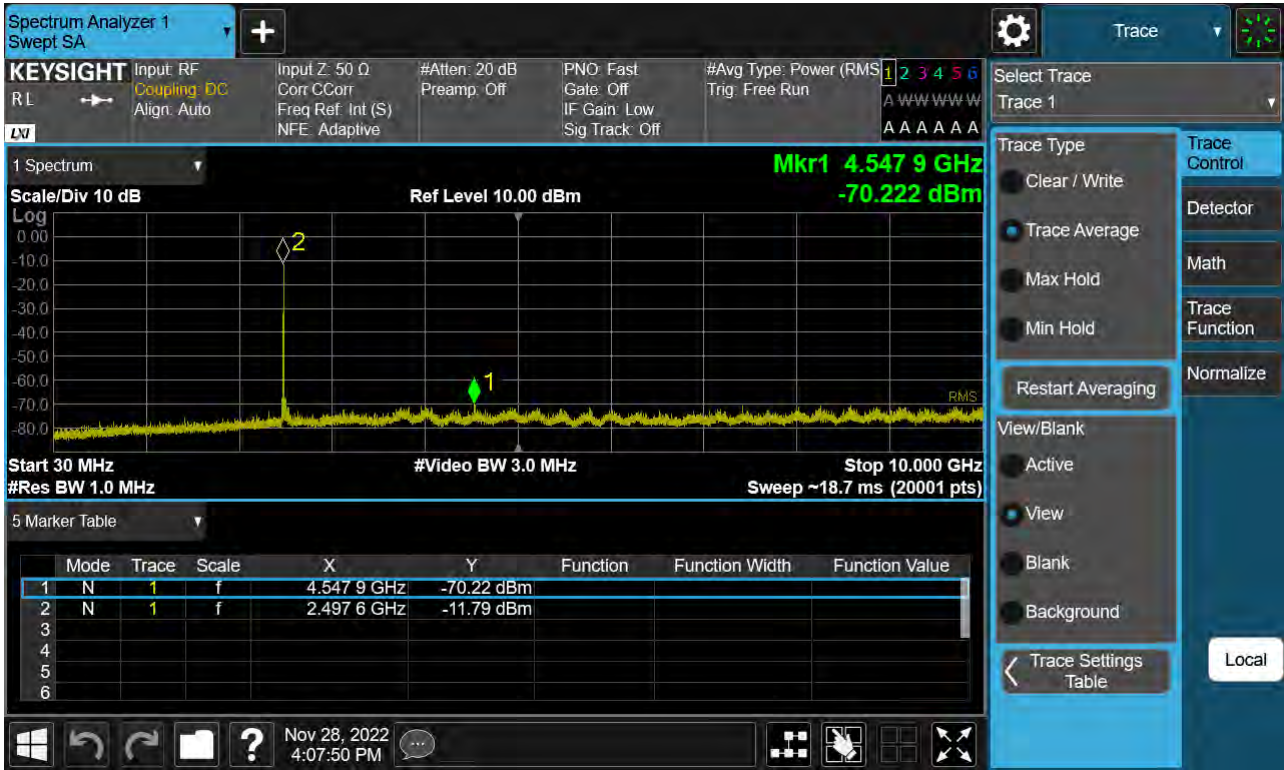 Spectrum Analyzer 1
Swept SA
+
Trace
KEYSIGHT
R L
LXI
Input: RF
Coupling: DC
Align: Auto
Input Z: 50 Ω
Corr CCorr
Freq Ref: Int (S)
NFE: Adaptive
#Atten: 20 dB
Preamp: Off
PNO: Fast
Gate: Off
IF Gain: Low
Sig Track: Off
#Avg Type: Power (RMS
Trig: Free Run
1 2 3 4 5 6
A W W W W W
A A A A A A
Select Trace
Trace 1
1 Spectrum
Mkr1 4.547 9 GHz
-70.222 dBm
Scale/Div 10 dB
Ref Level 10.00 dBm
Log
0.00
-10.0
-20.0
-30.0
-40.0
-50.0
-60.0
-70.0
-80.0
2
1
RMS
Start 30 MHz
#Video BW 3.0 MHz
Stop 10.000 GHz
#Res BW 1.0 MHz
Sweep ~18.7 ms (20001 pts)
5 Marker Table
Mode Trace Scale X Y Function Function Width Function Value
1 N 1 f 4.547 9 GHz -70.22 dBm
2 N 1 f 2.497 6 GHz -11.79 dBm
3
4
5
6
Trace Type
Clear / Write
Trace Average
Max Hold
Min Hold
Restart Averaging
View/Blank
Active
View
Blank
Background
Trace Settings
Table
Trace
Control
Detector
Math
Trace
Function
Normalize
Local
?
Nov 28, 2022
4:07:50 PM